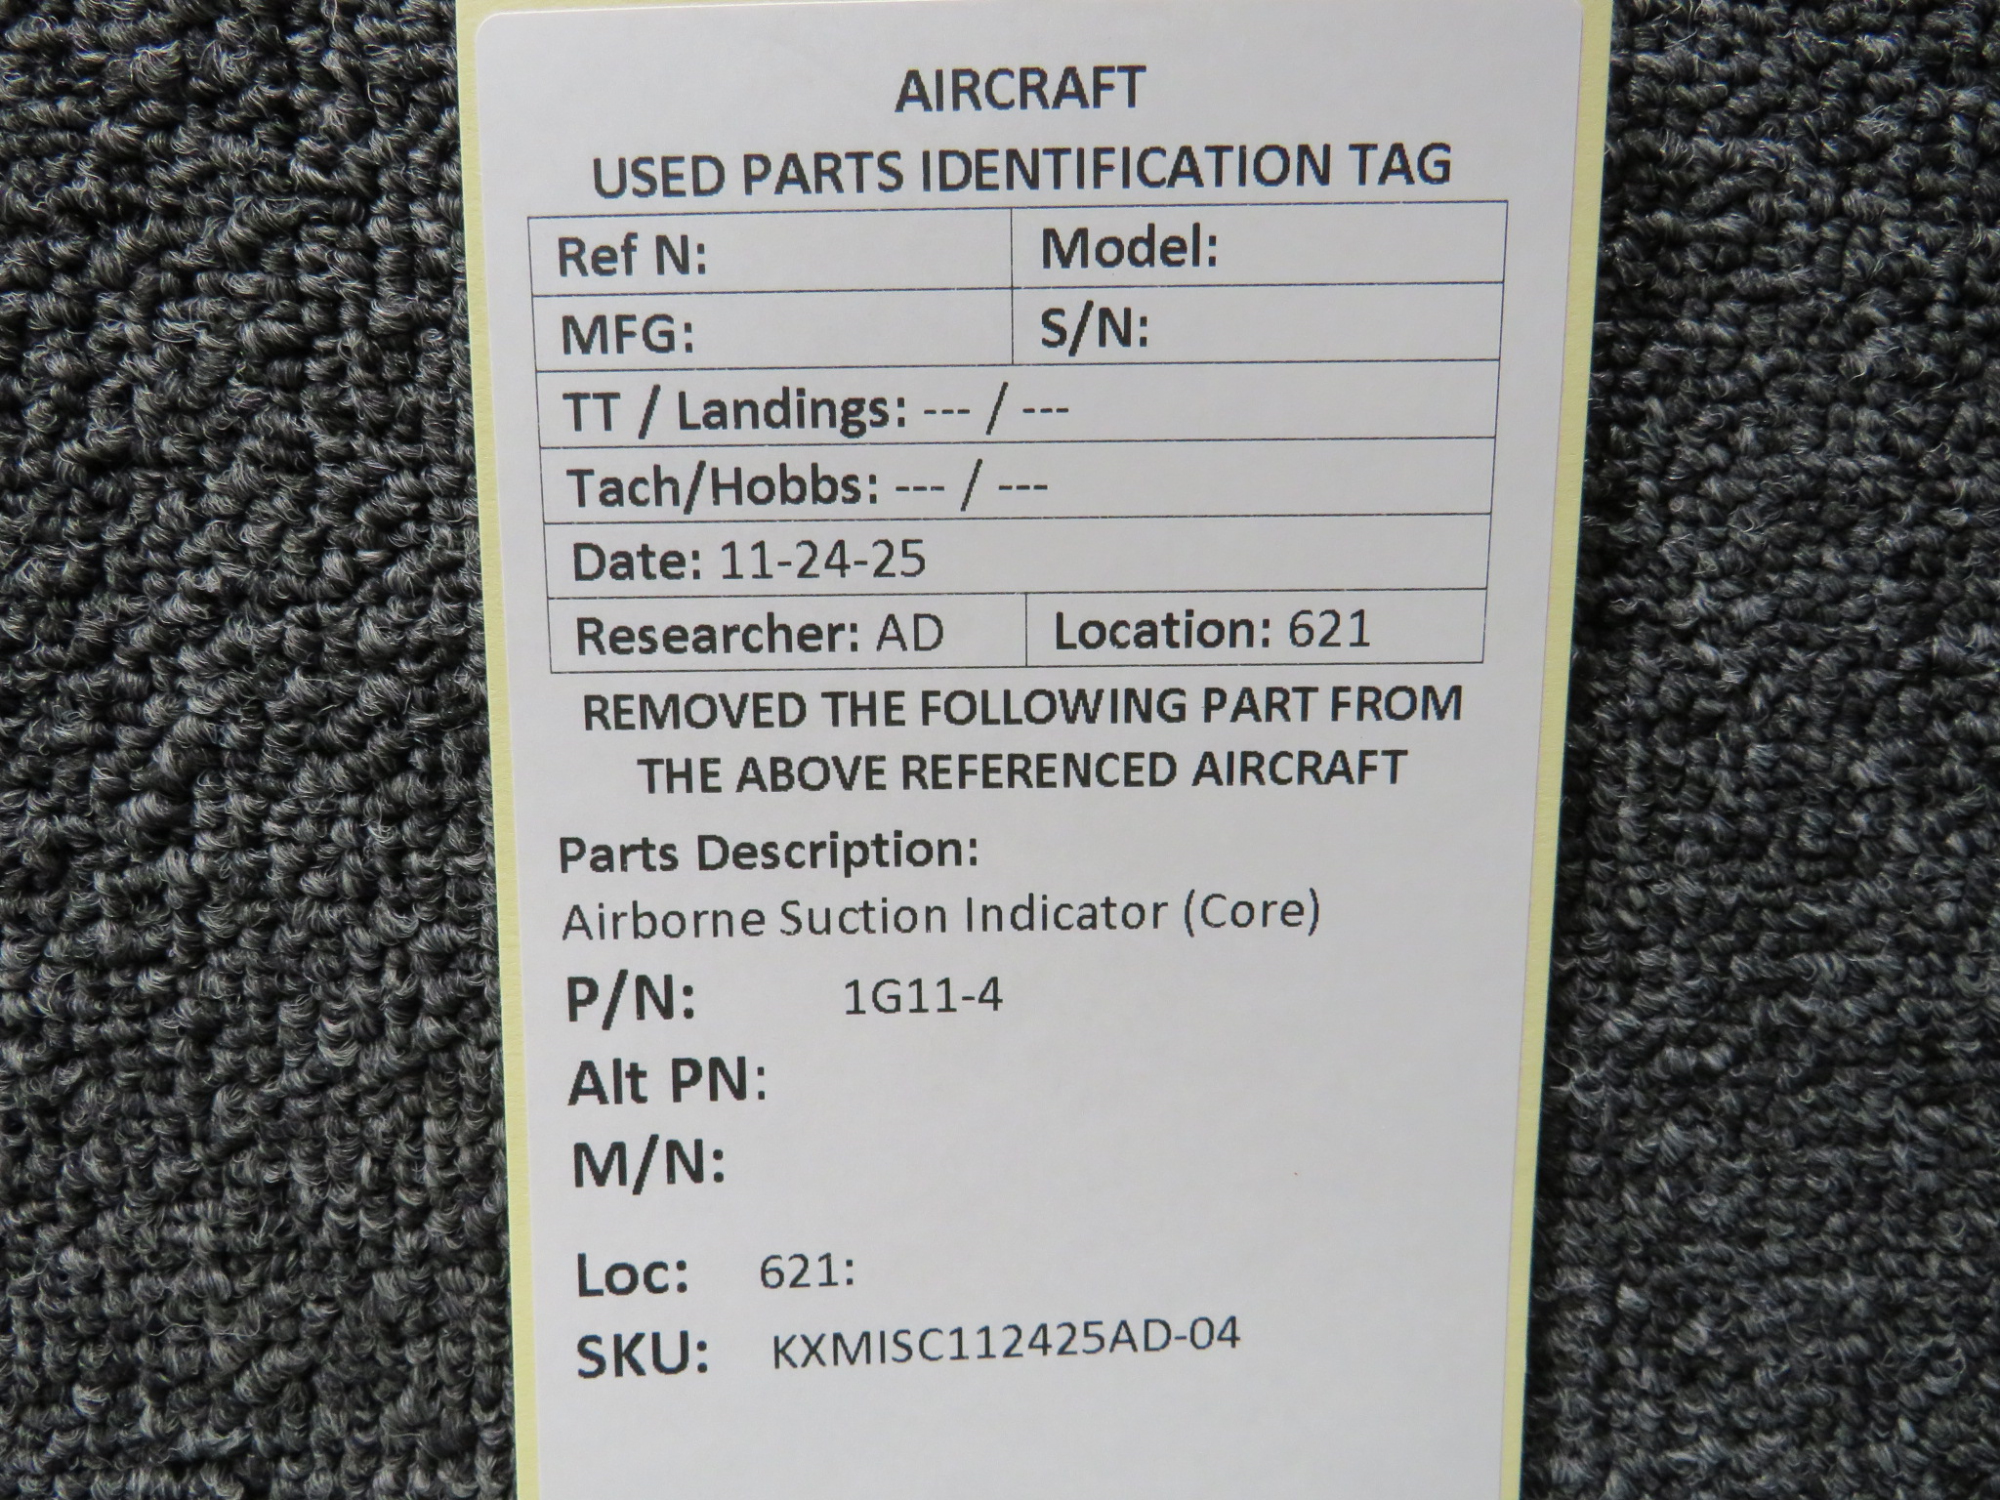 AIRCRAFT
USED PARTS IDENTIFICATION TAG
Ref N: Model:
MFG: S/N:
TT / Landings: --- / ---
Tach/Hobbs: --- / ---
Date: 11-24-25
Researcher: AD Location: 621
REMOVED THE FOLLOWING PART FROM
THE ABOVE REFERENCED AIRCRAFT
Parts Description:
Airborne Suction Indicator (Core)
P/N: 1G11-4
Alt PN:
M/N:
Loc: 621:
SKU: KXMISC112425AD-04